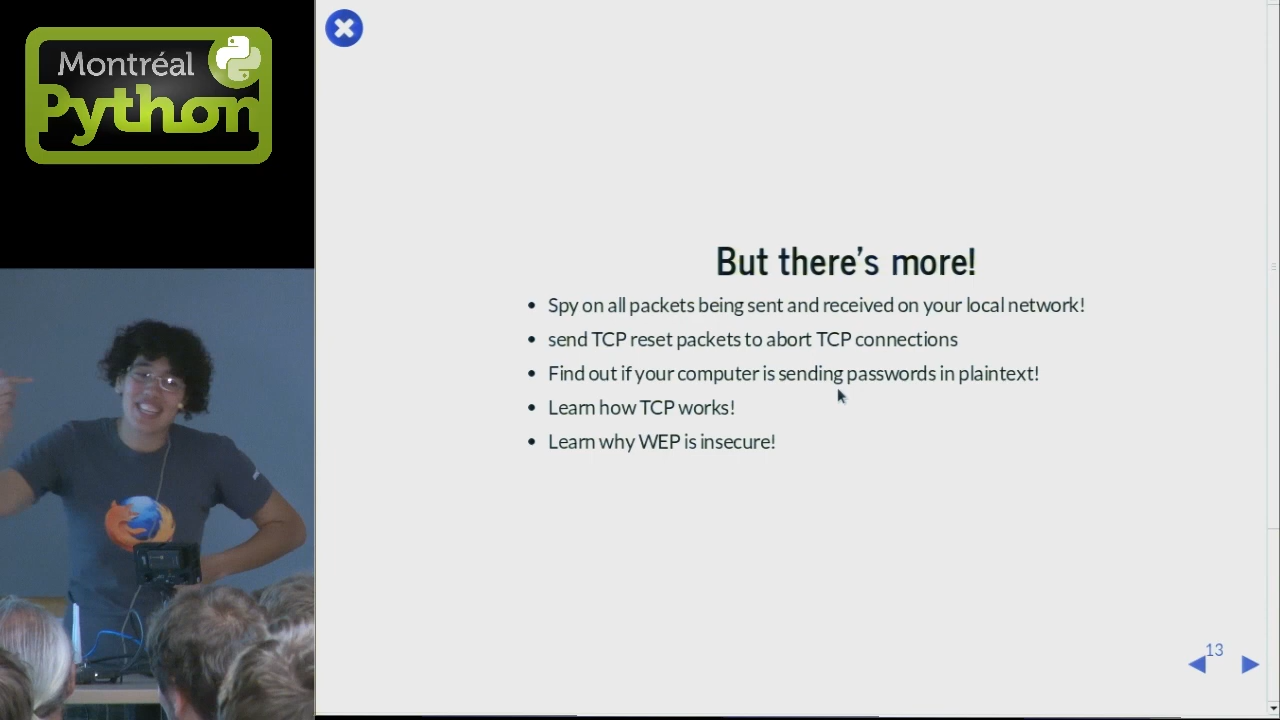 Montréal
Python
But there's more!
• Spy on all packets being sent and received on your local network!
• send TCP reset packets to abort TCP connections
• Find out if your computer is sending passwords in plaintext!
• Learn how TCP works!
• Learn why WEP is insecure!
13